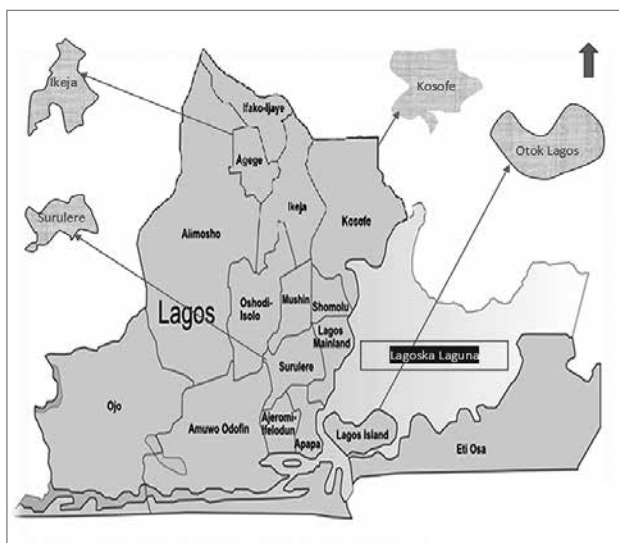 Ikeja
Kosofe
Otok Lagos
Surulere
Ifako-Ijaye
Agege
Ikeja
Kosofe
Alimosho
Oshodi-
Isolo
Mushin
Shomolu
Lagos
Lagos
Mainland
Lagoska Laguna
Surulere
Ojo
Amuwo Odofin
Ajeromi-
Ifelodun
Apapa
Lagos Island
Eti Osa